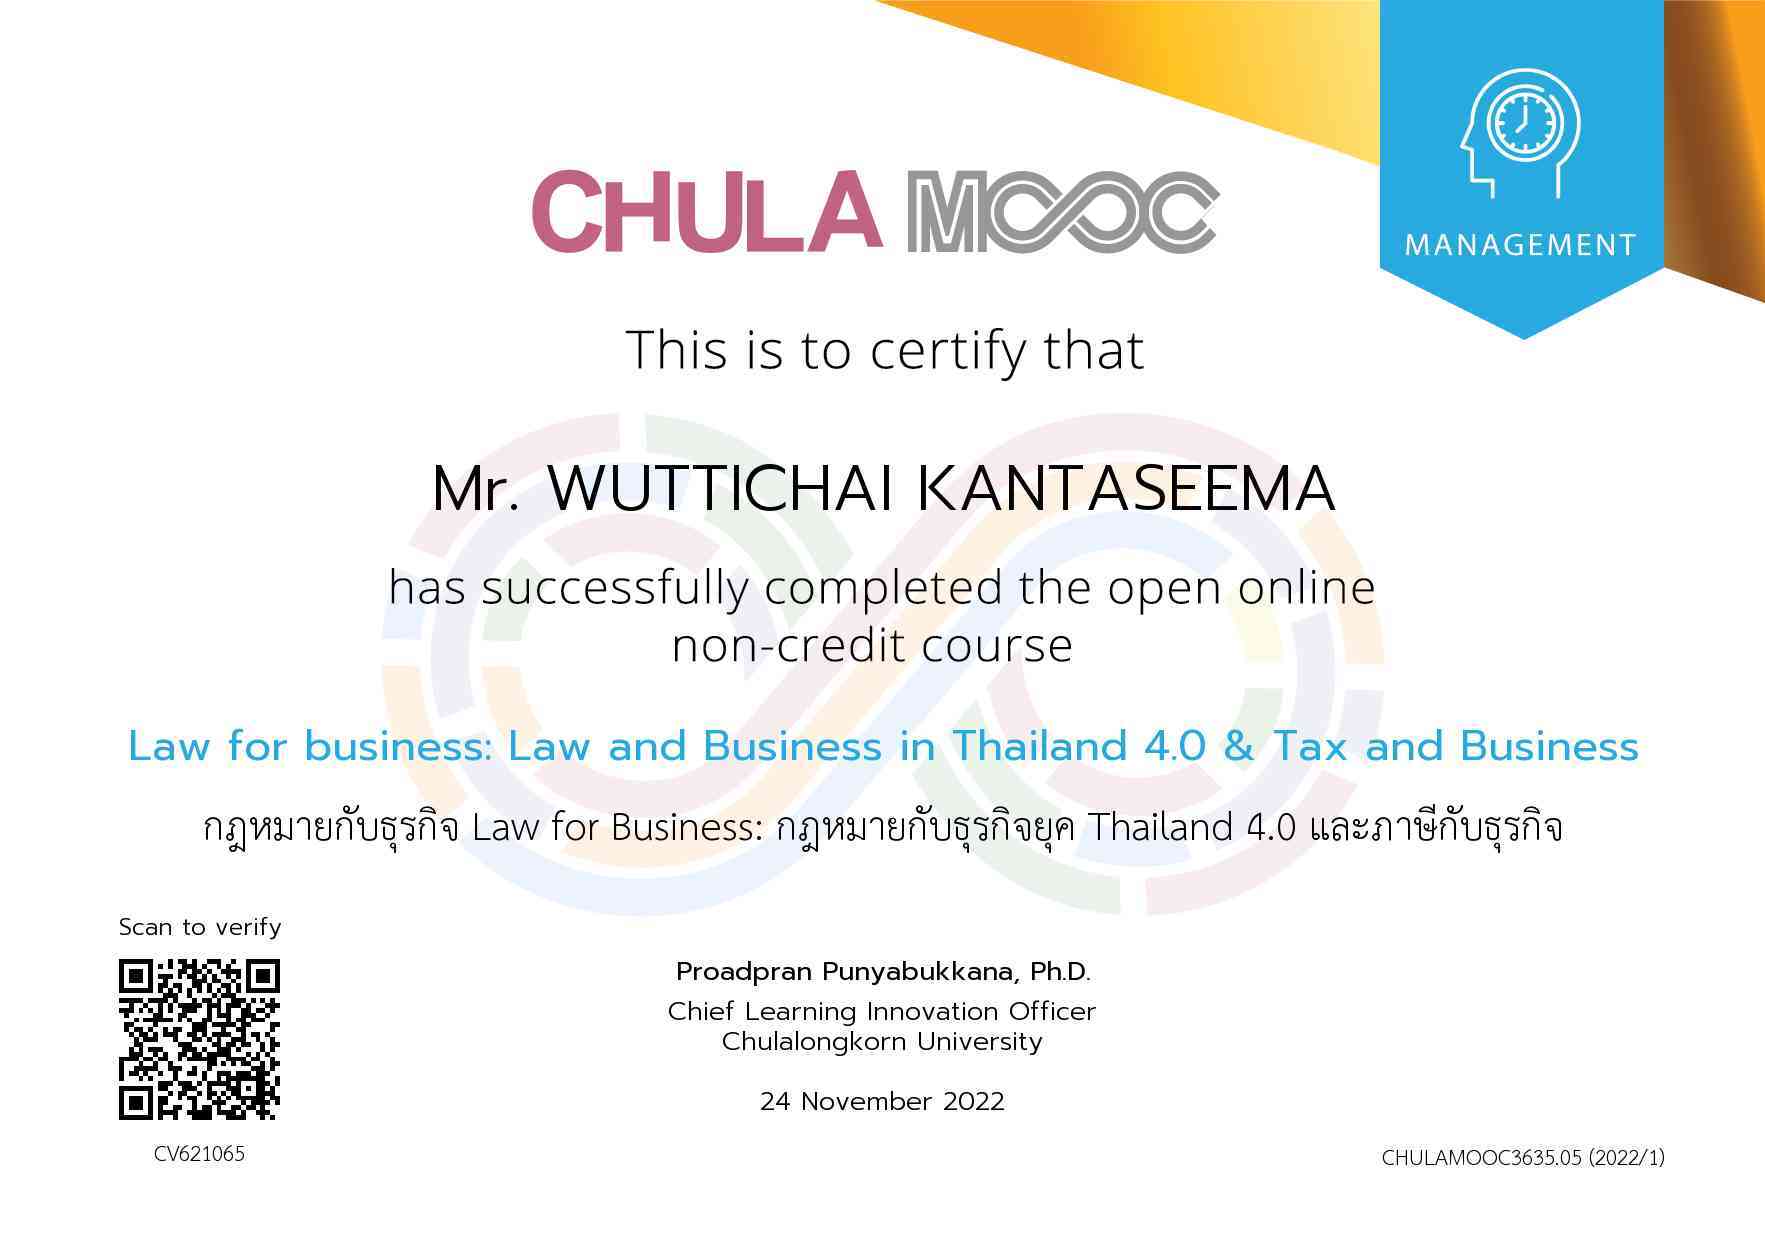 CHULA MOOC
MANAGEMENT
This is to certify that
Mr. WUTTICHAI KANTASEEMA
has successfully completed the open online
non-credit course
Law for business: Law and Business in Thailand 4.0 & Tax and Business
กฎหมายกับธุรกิจ Law for Business: กฎหมายกับธุรกิจยุค Thailand 4.0 และภาษีกับธุรกิจ
Scan to verify
Proadpran Punyabukkana, Ph.D.
Chief Learning Innovation Officer
Chulalongkorn University
24 November 2022
CV621065
CHULAMOOC3635.05 (2022/1)